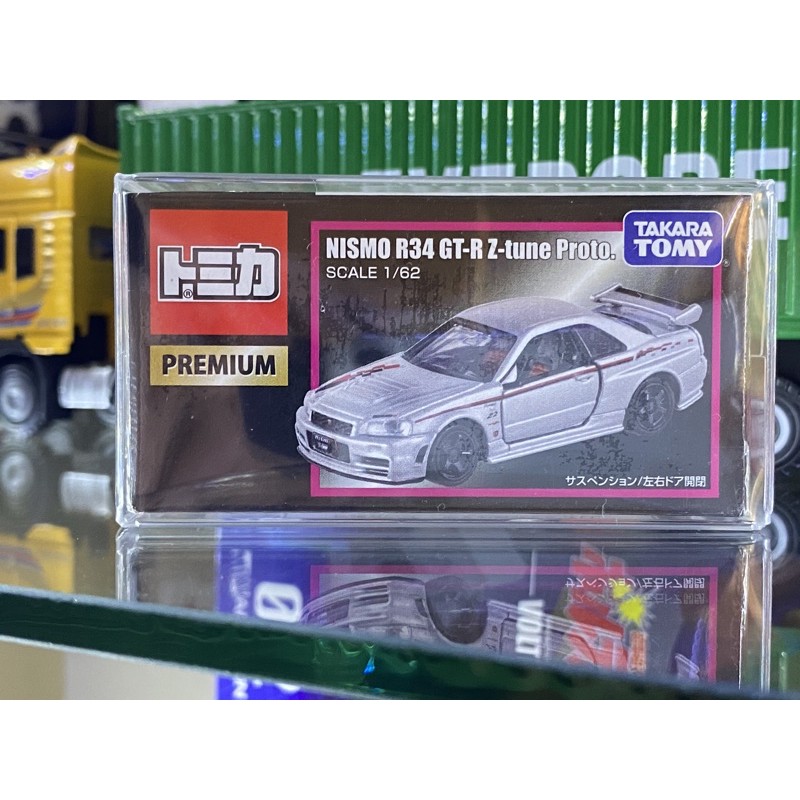 トミカ
®
PREMIUM
NISMO R34 GT-R Z-tune Proto.
SCALE 1/62
TAKARA
TOMY
サスペンション/左右ドア開閉